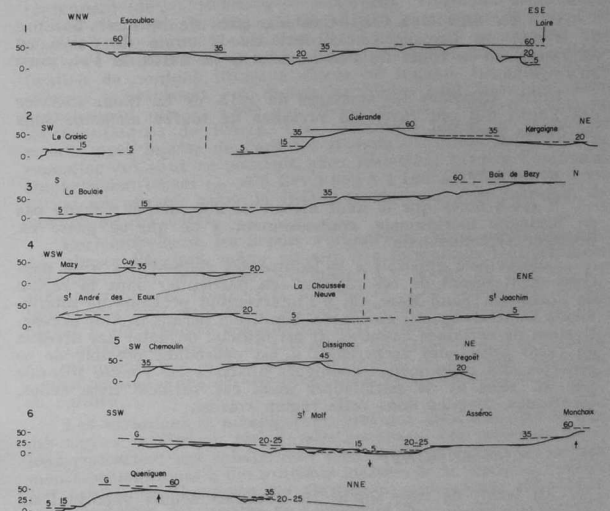 WNW ESE
Escoublac Loire
1 60 35 20 35 60 20 5
50-
0-
2
SW Guérande NE
Le Croisic Kergaigne
50- 15 5 5 15 35 60 35 20
0-
3 S La Boulaie Bois de Bezy N
50- 5 15 35 60
0-
4
WSW
50- Mazy Cuy 35 20
0-
St André des Eaux La Chaussée Neuve St Joachim ENE
50- 20 5 5
0-
5 SW Chemoulin Dissignac NE
Tregoët
50- 35 45 20
0-
6 SSW St Molf Assérac Monchoix
50- G 20-25 15 5 20-25 35 60
25-
0-
Queniguen NNE
50- G 60
25- 5 15 35 20-25
0-